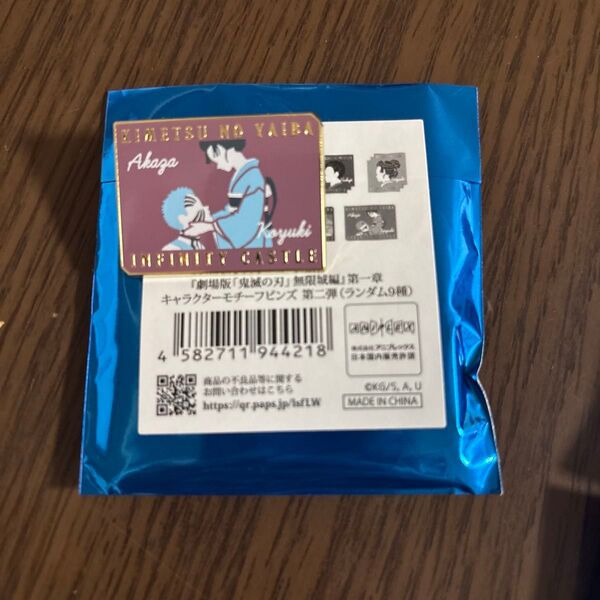 KIMETSU NO YAIBA
Akaza
Koyuki
INFINITY CASTLE
『劇場版「鬼滅の刃」無限城編』第一章
キャラクターモチーフピンズ 第二弾(ランダム9種)
4 582711 944218
商品の不良品等に関する
お問い合わせはこちら
https://qr.paps.jp/lsfLW
株式会社アニプレックス
日本国内販売許諾
©KG/S, A, U
MADE IN CHINA